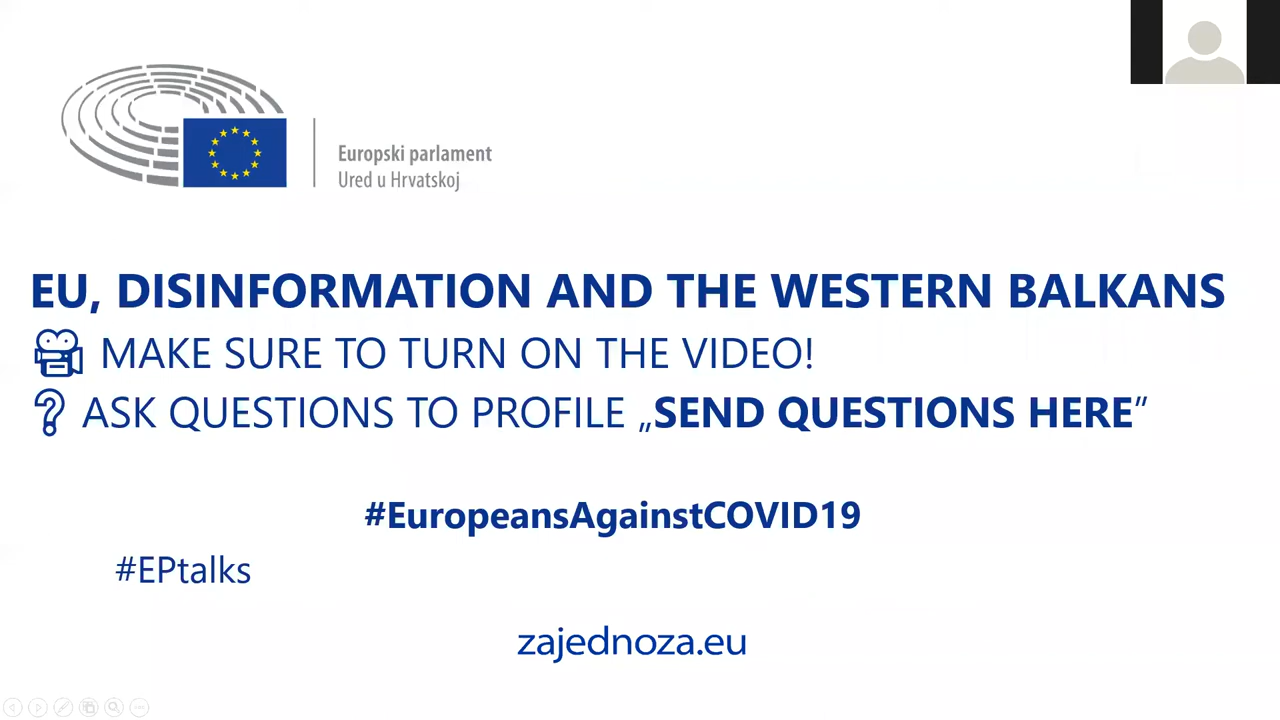 Europski parlament
Ured u Hrvatskoj
EU, DISINFORMATION AND THE WESTERN BALKANS
MAKE SURE TO TURN ON THE VIDEO!
ASK QUESTIONS TO PROFILE „SEND QUESTIONS HERE”
#EuropeansAgainstCOVID19
#EPtalks
zajednoza.eu